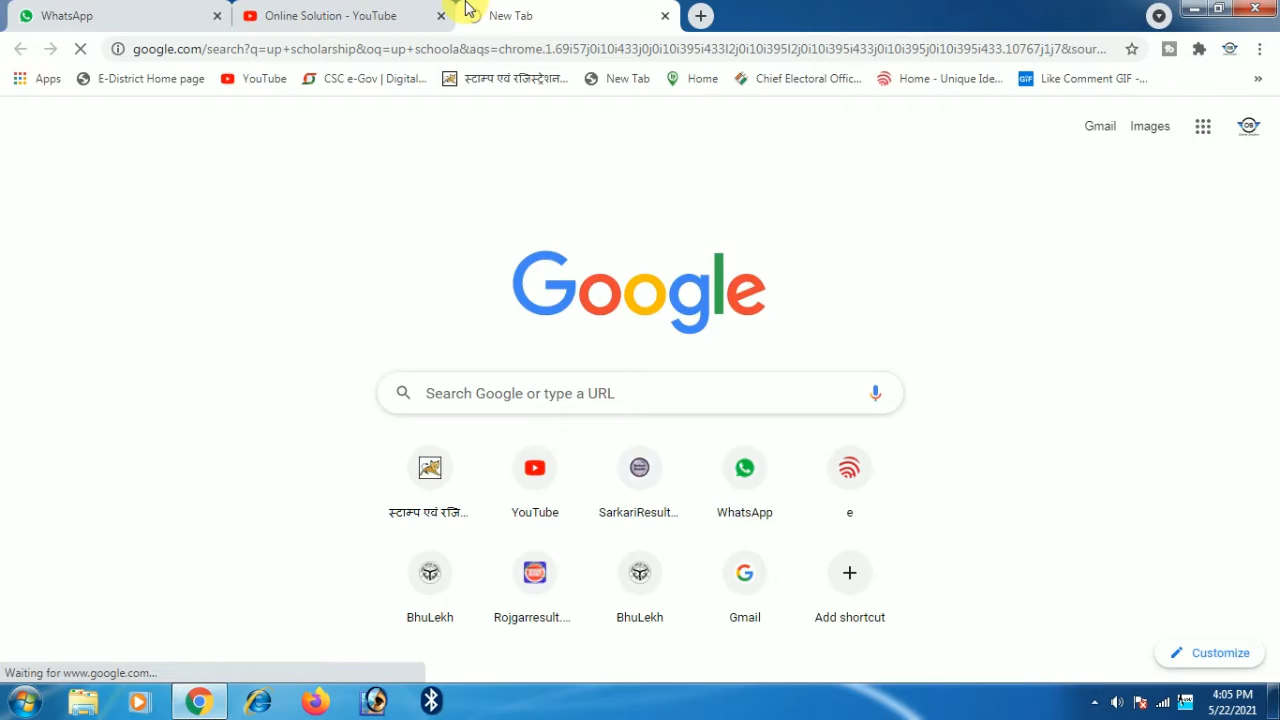 WhatsApp
Online Solution - YouTube
New Tab
google.com/search?q=up+scholarship&oq=up+schoola&aqs=chrome.1.69i57j0i10i433j0j0i10i395i433l2j0i10i395l2j0i10i395i433j0i10i395j0i10i395i433.10767j1j7&sour...
Apps
E-District Home page
YouTube
CSC e-Gov | Digital...
स्टाम्प एवं रजिस्ट्रेशन...
New Tab
Home
Chief Electoral Offic...
Home - Unique Ide...
GIF
Like Comment GIF -...
»
Gmail
Images
Google
Search Google or type a URL
स्टाम्प एवं रजि...
YouTube
SarkariResult...
WhatsApp
e
BhuLekh
Rojgarresult....
BhuLekh
Gmail
Add shortcut
Customize
Waiting for www.google.com...
4:05 PM
5/22/2021